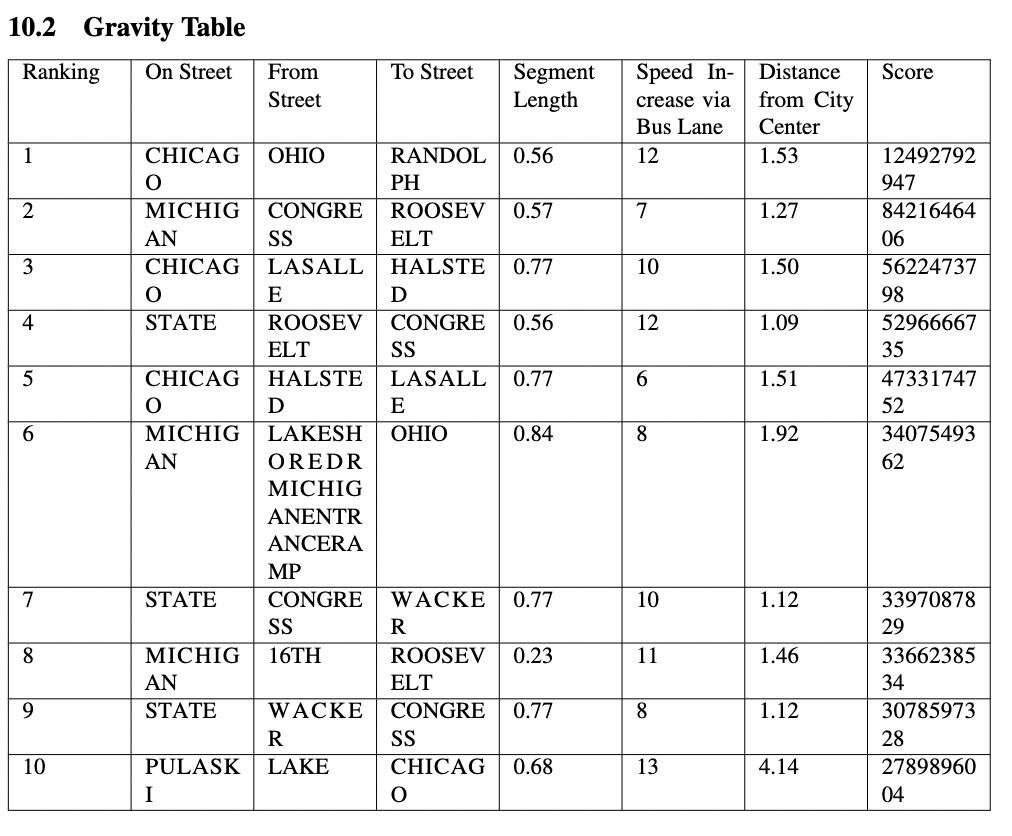 10.2 Gravity Table
Ranking On Street From Street To Street Segment Length Speed In-crease via Bus Lane Distance from City Center Score
1 CHICAGO OHIO RANDOLPH 0.56 12 1.53 12492792947
2 MICHIGAN CONGRESS ROOSEVELT 0.57 7 1.27 8421646406
3 CHICAGO LASALLE HALSTED 0.77 10 1.50 5622473798
4 STATE ROOSEVELT CONGRESS 0.56 12 1.09 5296666735
5 CHICAGO HALSTED LASALLE 0.77 6 1.51 4733174752
6 MICHIGAN LAKESHOREDRMICHIGANENTRANCERAMP OHIO 0.84 8 1.92 3407549362
7 STATE CONGRESS WACKER 0.77 10 1.12 3397087829
8 MICHIGAN 16TH ROOSEVELT 0.23 11 1.46 3366238534
9 STATE WACKER CONGRESS 0.77 8 1.12 3078597328
10 PULASKI LAKE CHICAGO 0.68 13 4.14 2789896004